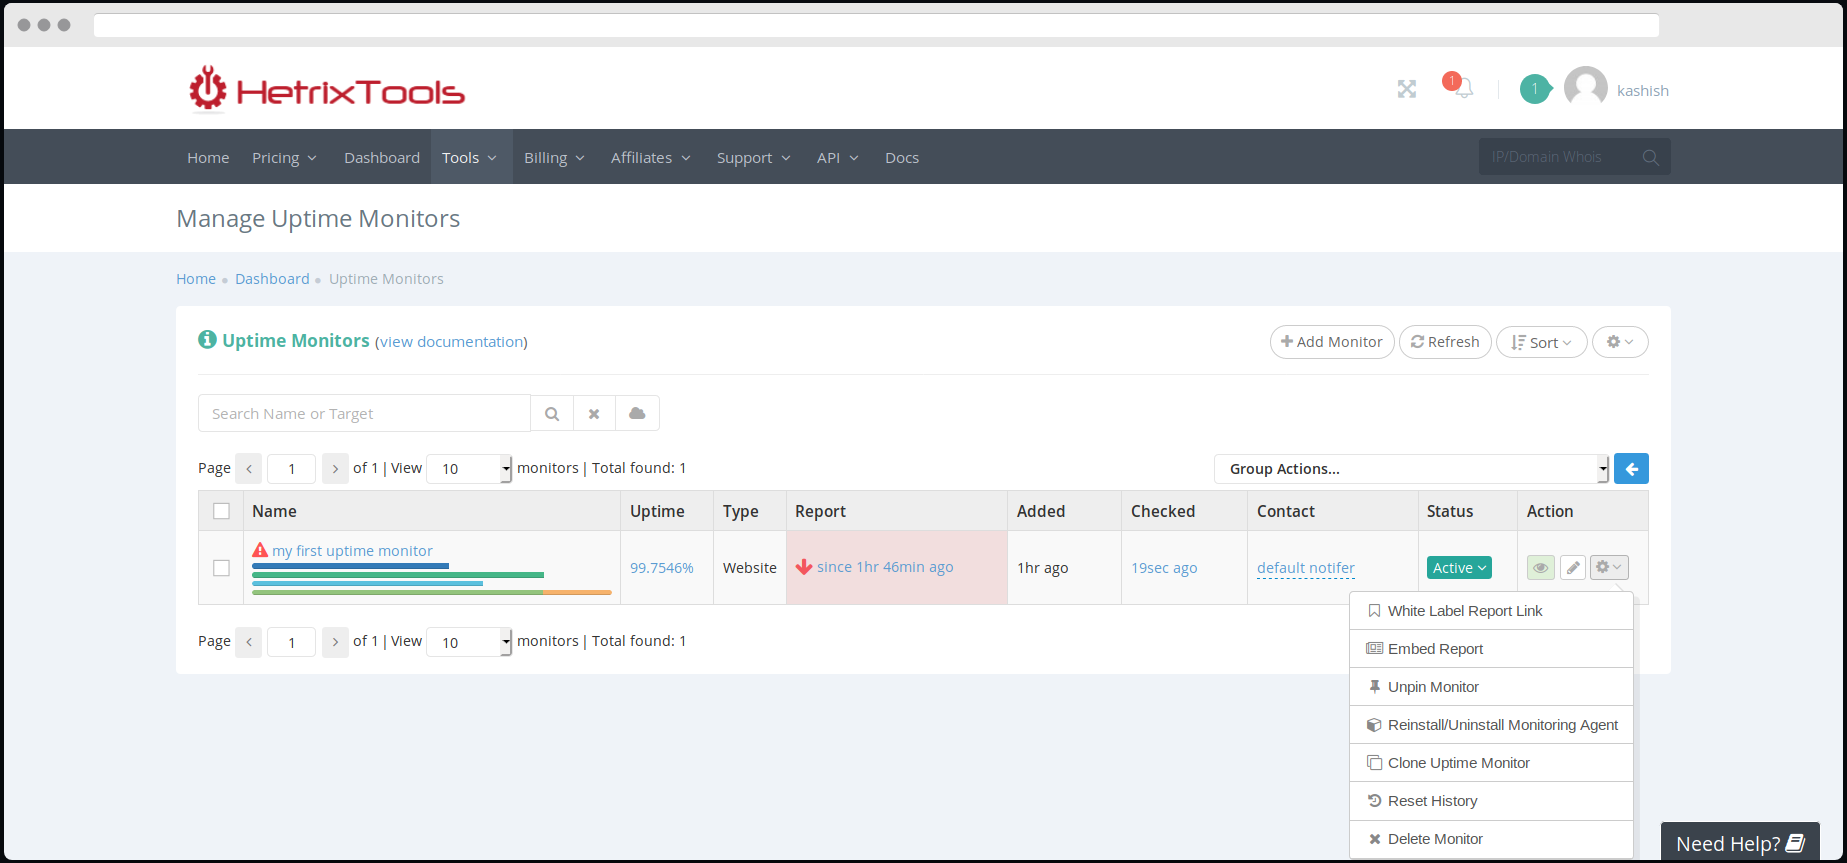 HetrixTools
1
1
kashish
Home Pricing Dashboard Tools Billing Affiliates Support API Docs
IP/Domain Whois
Manage Uptime Monitors
Home Dashboard Uptime Monitors
Uptime Monitors (view documentation)
Add Monitor Refresh Sort
Search Name or Target
Page 1 of 1 | View 10 monitors | Total found: 1
Group Actions...
Name Uptime Type Report Added Checked Contact Status Action
my first uptime monitor 99.7546% Website since 1hr 46min ago 1hr ago 19sec ago default notifer Active
White Label Report Link
Page 1 of 1 | View 10 monitors | Total found: 1
Embed Report
Unpin Monitor
Reinstall/Uninstall Monitoring Agent
Clone Uptime Monitor
Reset History
Delete Monitor
Need Help?